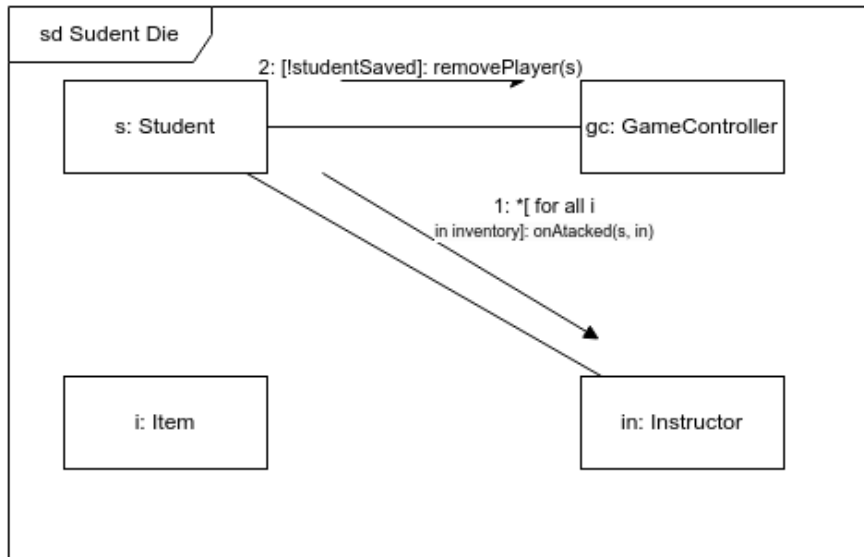 sd Sudent Die
2: [!studentSaved]: removePlayer(s)
s: Student
gc: GameController
1: *[ for all i
in inventory]: onAtacked(s, in)
i: Item
in: Instructor